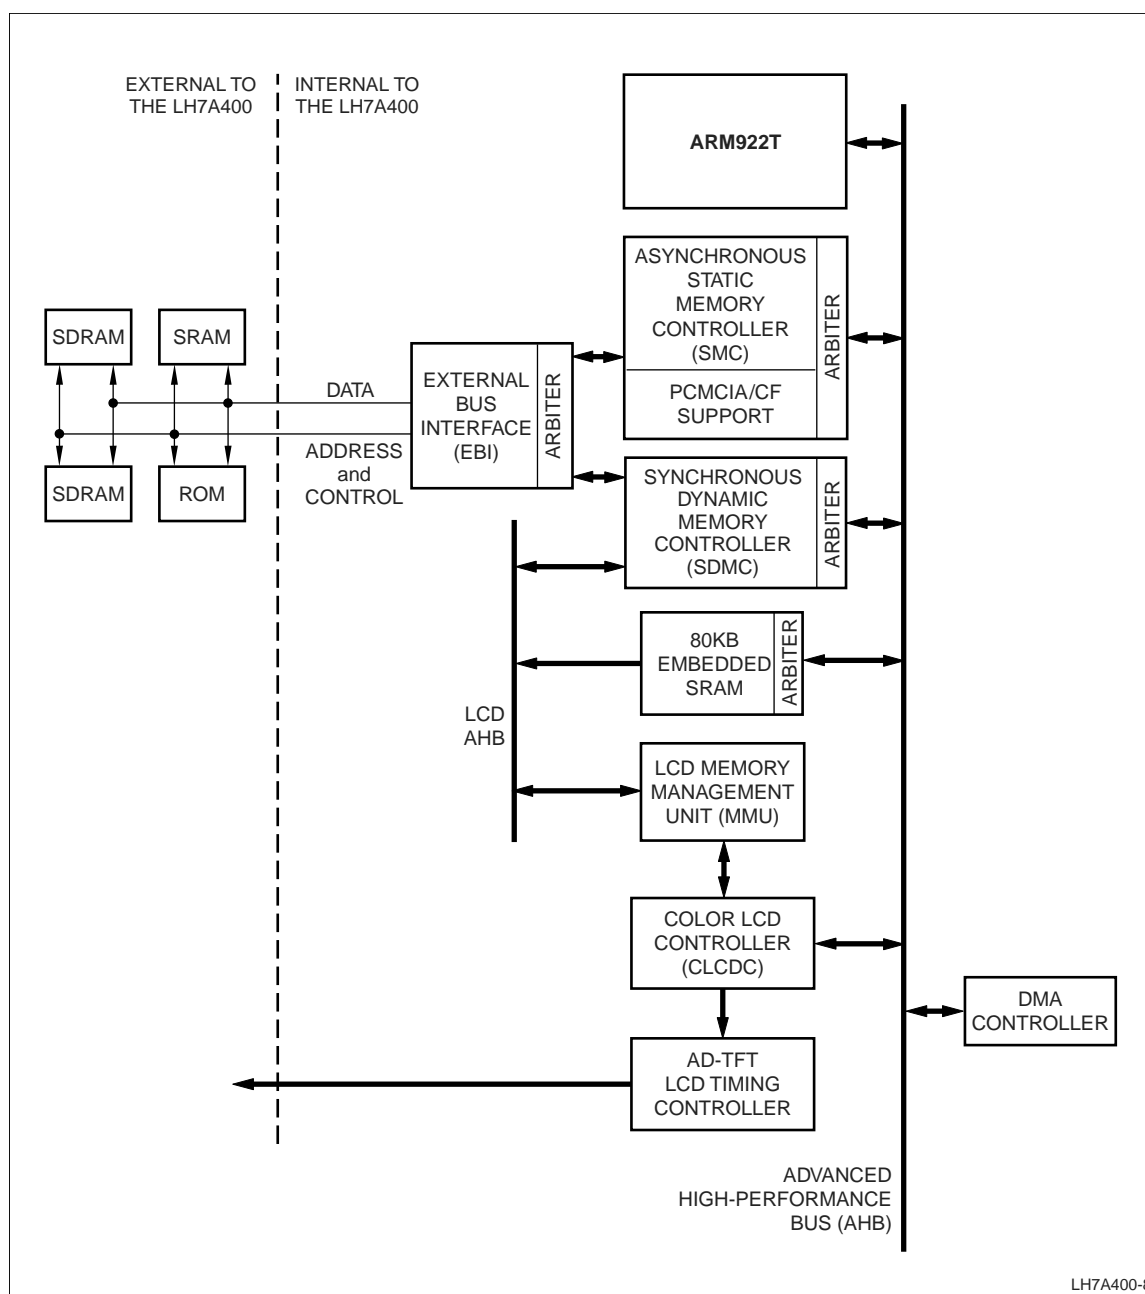 EXTERNAL TO
THE LH7A400
INTERNAL TO
THE LH7A400
ARM922T
ASYNCHRONOUS
STATIC
MEMORY
CONTROLLER
(SMC)
PCMCIA/CF
SUPPORT
ARBITER
SDRAM
SRAM
SDRAM
ROM
DATA
ADDRESS
and
CONTROL
EXTERNAL
BUS
INTERFACE
(EBI)
ARBITER
SYNCHRONOUS
DYNAMIC
MEMORY
CONTROLLER
(SDMC)
ARBITER
80KB
EMBEDDED
SRAM
ARBITER
LCD
AHB
LCD MEMORY
MANAGEMENT
UNIT (MMU)
COLOR LCD
CONTROLLER
(CLCDC)
DMA
CONTROLLER
AD-TFT
LCD TIMING
CONTROLLER
ADVANCED
HIGH-PERFORMANCE
BUS (AHB)
LH7A400-8